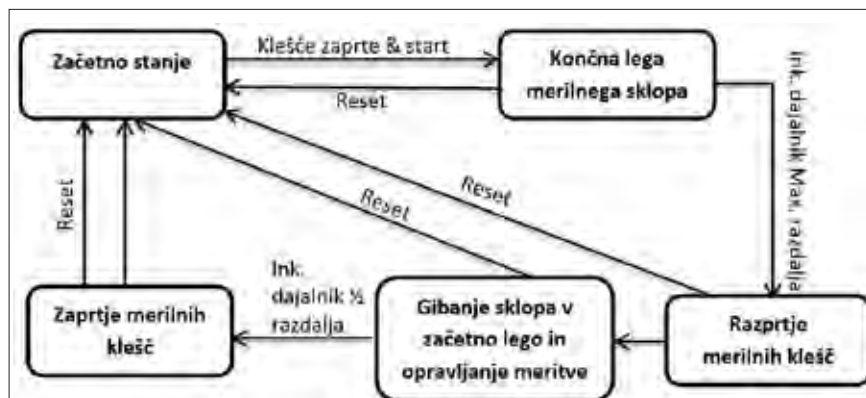 Začetno stanje
Klešče zaprte & start
Končna lega
merilnega sklopa
Reset
Ink. dajalnik Max. razdalja
Reset
Reset
Reset
Ink.
dajalnik ½
razdalja
Zaprtje merilnih
klešč
Gibanje sklopa v
začetno lego in
opravljanje meritve
Razprtje
merilnih klešč